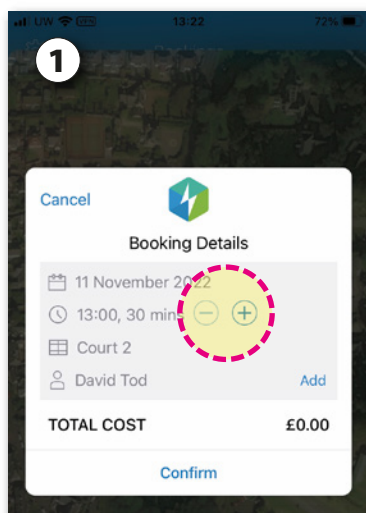 UW VPN 13:22 72%
1
Cancel
Booking Details
11 November 2022
13:00, 30 mins
Court 2
David Tod Add
TOTAL COST £0.00
Confirm